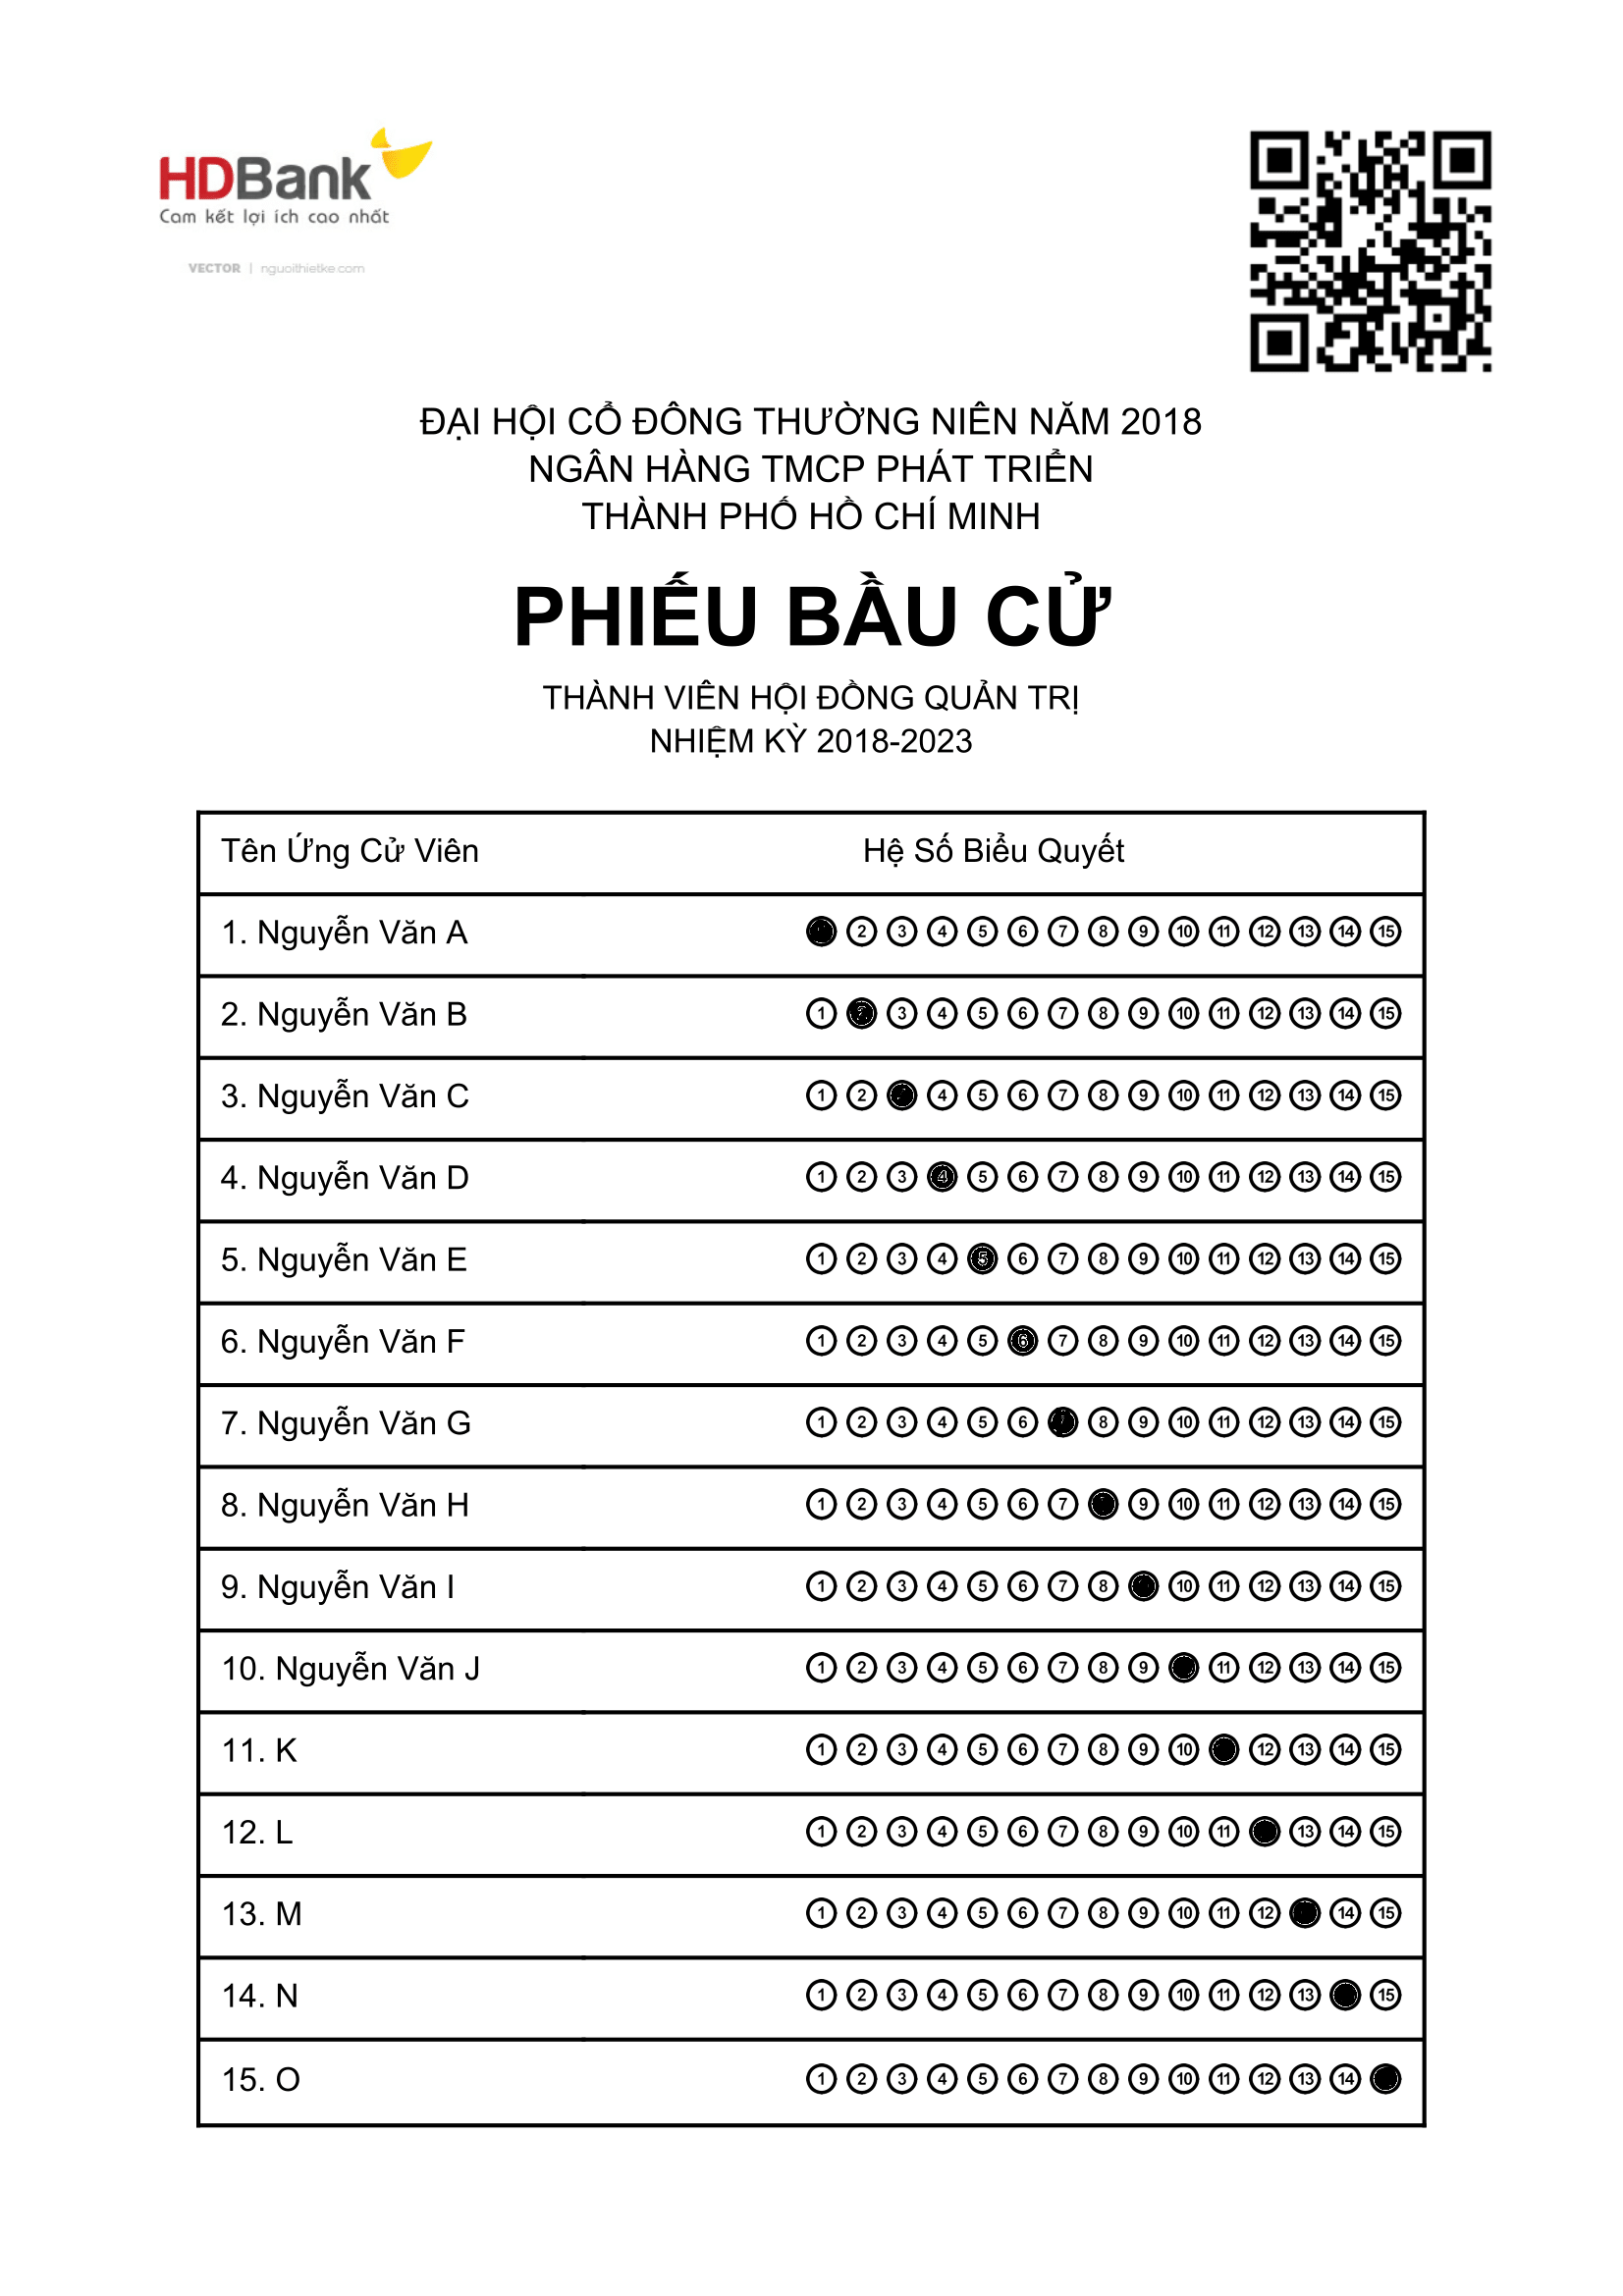 HDBank
Cam kết lợi ích cao nhất
VECTOR | nguoithietke.com
ĐẠI HỘI CỔ ĐÔNG THƯỜNG NIÊN NĂM 2018
NGÂN HÀNG TMCP PHÁT TRIỂN
THÀNH PHỐ HỒ CHÍ MINH
PHIẾU BẦU CỬ
THÀNH VIÊN HỘI ĐỒNG QUẢN TRỊ
NHIỆM KỲ 2018-2023
Tên Ứng Cử Viên Hệ Số Biểu Quyết
1. Nguyễn Văn A 2 3 4 5 6 7 8 9 10 11 12 13 14 15
2. Nguyễn Văn B 1 2 3 4 5 6 7 8 9 10 11 12 13 14 15
3. Nguyễn Văn C 1 2 4 5 6 7 8 9 10 11 12 13 14 15
4. Nguyễn Văn D 1 2 3 4 5 6 7 8 9 10 11 12 13 14 15
5. Nguyễn Văn E 1 2 3 4 5 6 7 8 9 10 11 12 13 14 15
6. Nguyễn Văn F 1 2 3 4 5 6 7 8 9 10 11 12 13 14 15
7. Nguyễn Văn G 1 2 3 4 5 6 8 9 10 11 12 13 14 15
8. Nguyễn Văn H 1 2 3 4 5 6 7 9 10 11 12 13 14 15
9. Nguyễn Văn I 1 2 3 4 5 6 7 8 10 11 12 13 14 15
10. Nguyễn Văn J 1 2 3 4 5 6 7 8 9 11 12 13 14 15
11. K 1 2 3 4 5 6 7 8 9 10 12 13 14 15
12. L 1 2 3 4 5 6 7 8 9 10 11 13 14 15
13. M 1 2 3 4 5 6 7 8 9 10 11 12 14 15
14. N 1 2 3 4 5 6 7 8 9 10 11 12 13 15
15. O 1 2 3 4 5 6 7 8 9 10 11 12 13 14